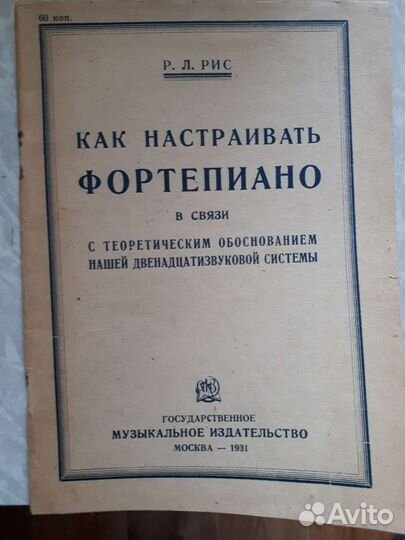 60 коп.
Р. Л. РИС
КАК НАСТРАИВАТЬ
ФОРТЕПИАНО
В СВЯЗИ
С ТЕОРЕТИЧЕСКИМ ОБОСНОВАНИЕМ
НАШЕЙ ДВЕНАДЦАТИЗВУКОВОЙ СИСТЕМЫ
ГОСУДАРСТВЕННОЕ
МУЗЫКАЛЬНОЕ ИЗДАТЕЛЬСТВО
МОСКВА — 1931
Avito